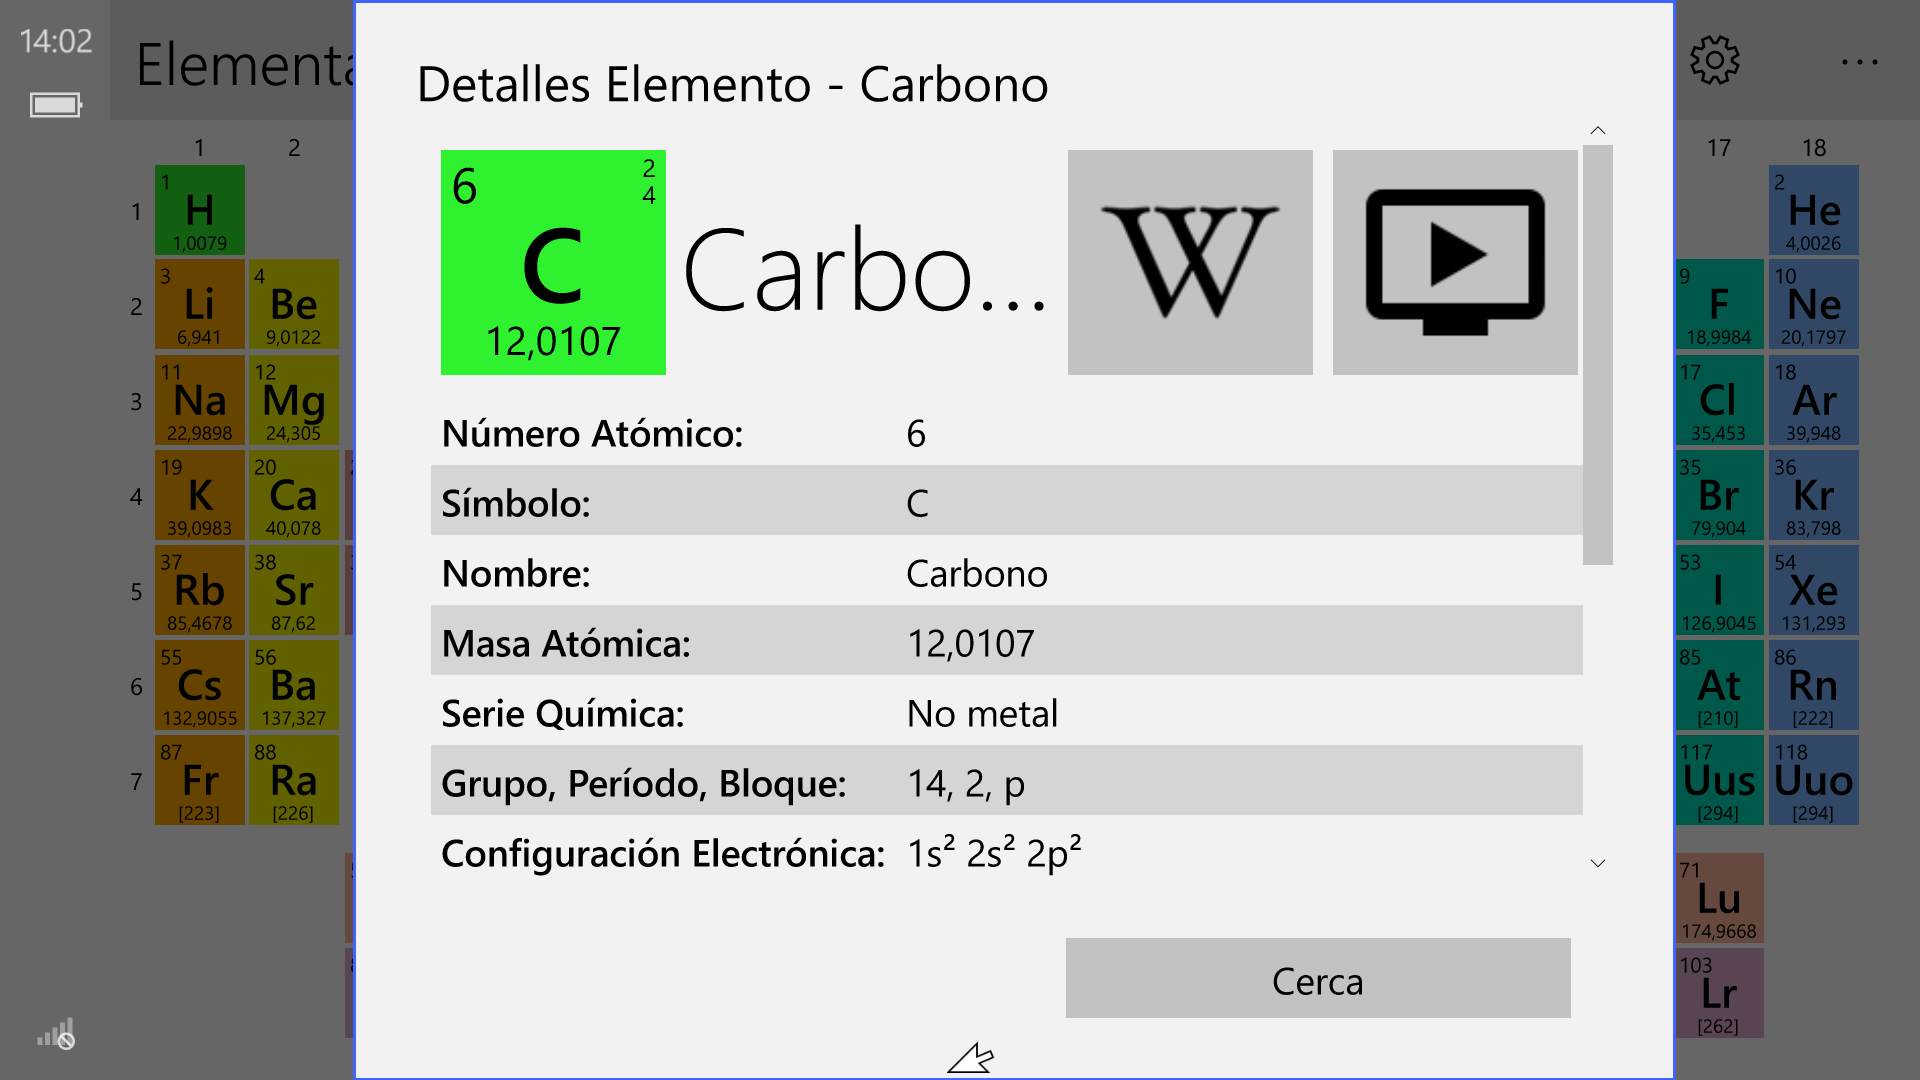 14:02
Elementa
Detalles Elemento - Carbono
6
2
4
C
12,0107
Carbo...
W
Número Atómico: 6
Símbolo: C
Nombre: Carbono
Masa Atómica: 12,0107
Serie Química: No metal
Grupo, Período, Bloque: 14, 2, p
Configuración Electrónica: 1s² 2s² 2p²
Cerca
1 2 17 18
1
1 H 1,0079
2 He 4,0026
2
3 Li 6,941
4 Be 9,0122
9 F 18,9984
10 Ne 20,1797
3
11 Na 22,9898
12 Mg 24,305
17 Cl 35,453
18 Ar 39,948
4
19 K 39,0983
20 Ca 40,078
35 Br 79,904
36 Kr 83,798
5
37 Rb 85,4678
38 Sr 87,62
53 I 126,9045
54 Xe 131,293
6
55 Cs 132,9055
56 Ba 137,327
85 At [210]
86 Rn [222]
7
87 Fr [223]
88 Ra [226]
117 Uus [294]
118 Uuo [294]
71 Lu 174,9668
103 Lr [262]